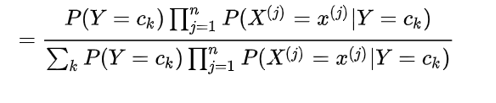 = \frac{P(Y = c_k) \prod_{j=1}^{n} P(X^{(j)} = x^{(j)} | Y = c_k)}{\sum_k P(Y = c_k) \prod_{j=1}^{n} P(X^{(j)} = x^{(j)} | Y = c_k)}